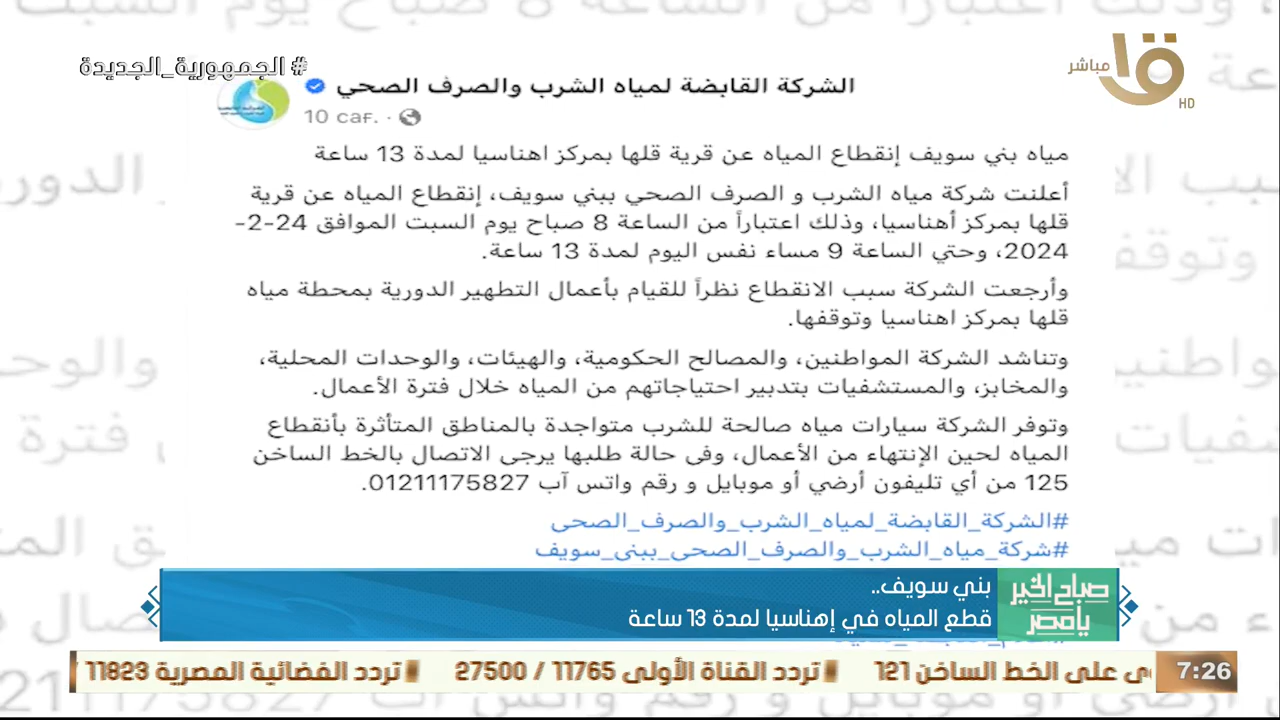 # الجمهورية_الجديدة
مباشر
HD
الشركة القابضة لمياه الشرب والصرف الصحي
10 сағ.
مياه بني سويف إنقطاع المياه عن قرية قلها بمركز اهناسيا لمدة 13 ساعة
أعلنت شركة مياه الشرب و الصرف الصحي ببني سويف، إنقطاع المياه عن قرية
قلها بمركز أهناسيا، وذلك اعتباراً من الساعة 8 صباح يوم السبت الموافق 24-2-
2024، وحتي الساعة 9 مساء نفس اليوم لمدة 13 ساعة.
وأرجعت الشركة سبب الانقطاع نظراً للقيام بأعمال التطهير الدورية بمحطة مياه
قلها بمركز اهناسيا وتوقفها.
وتناشد الشركة المواطنين، والمصالح الحكومية، والهيئات، والوحدات المحلية،
والمخابز، والمستشفيات بتدبير احتياجاتهم من المياه خلال فترة الأعمال.
وتوفر الشركة سيارات مياه صالحة للشرب متواجدة بالمناطق المتأثرة بأنقطاع
المياه لحين الإنتهاء من الأعمال، وفى حالة طلبها يرجى الاتصال بالخط الساخن
125 من أي تليفون أرضي أو موبايل و رقم واتس آب 01211175827.
#الشركة_القابضة_لمياه_الشرب_والصرف_الصحى
#شركة_مياه_الشرب_والصرف_الصحى_ببنى_سويف
صباح الخير
يا مصر
بني سويف..
قطع المياه في إهناسيا لمدة 13 ساعة
7:26
على الخط الساخن 121 # تردد القناة الأولى 11765 / 27500 # تردد الفضائية المصرية 11823